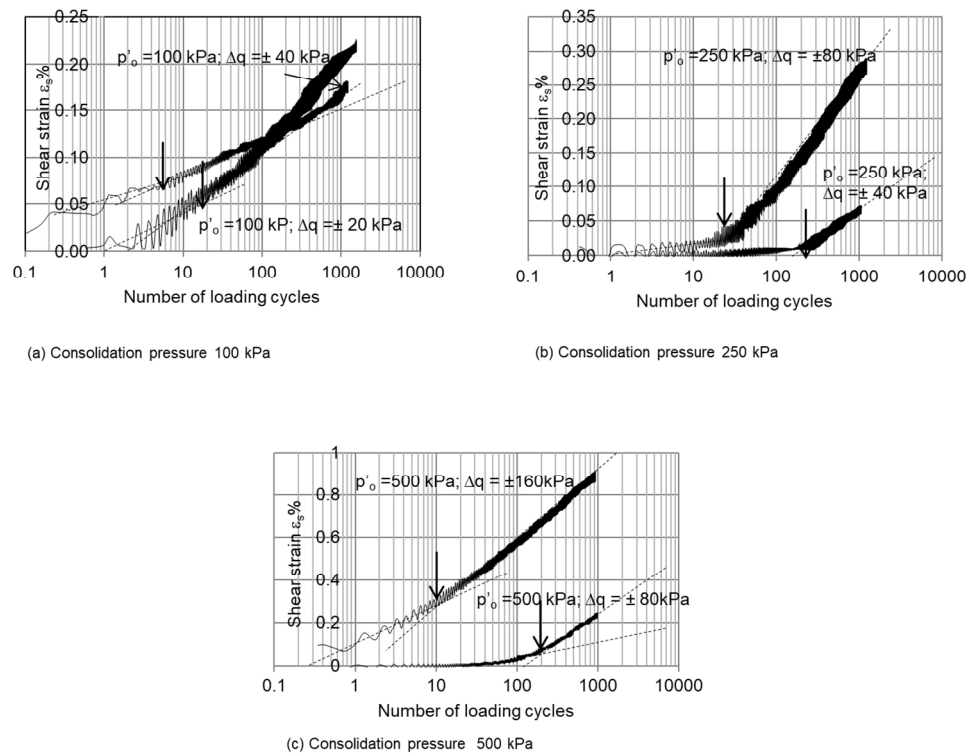 0.25
0.20
0.15
0.10
0.05
0.00
Shear strain εs%
p'o =100 kPa; Δq = ± 40 kPa
p'o =100 kP; Δq = ± 20 kPa
0.1 1 10 100 1000 10000
Number of loading cycles
(a) Consolidation pressure 100 kPa
0.35
0.30
0.25
0.20
0.15
0.10
0.05
0.00
Shear strain εs%
p'o =250 kPa; Δq = ±80 kPa
p'o =250 kPa;
Δq = ± 40 kPa
0.1 1 10 100 1000 10000
Number of loading cycles
(b) Consolidation pressure 250 kPa
1
0.8
0.6
0.4
0.2
0
Shear strain εs%
p'o =500 kPa; Δq = ±160kPa
p'o =500 kPa; Δq = ± 80kPa
0.1 1 10 100 1000 10000
Number of loading cycles
(c) Consolidation pressure 500 kPa